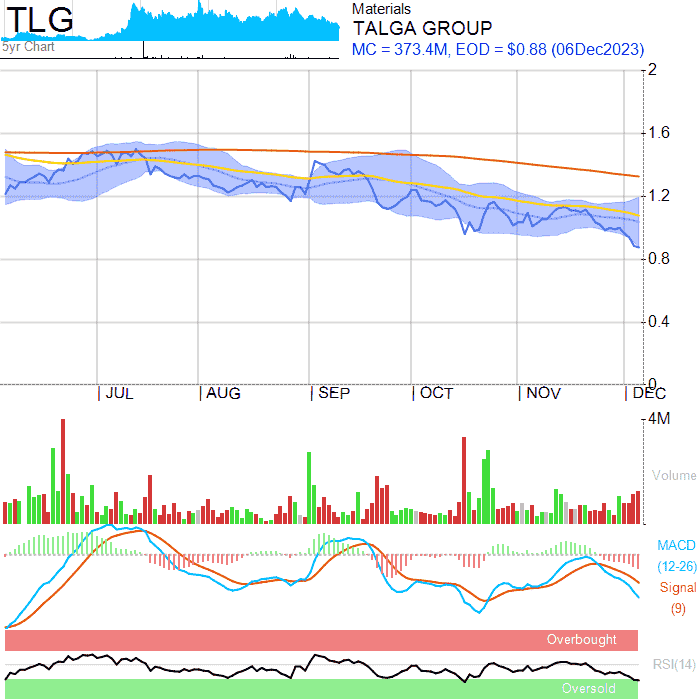 TLG
5yr Chart
Materials
TALGA GROUP
MC = 373.4M, EOD = $0.88 (06Dec2023)
2
1.6
1.2
0.8
0.4
0
JUL AUG SEP OCT NOV DEC
4M
Volume
MACD
(12-26)
Signal
(9)
Overbought
RSI(14)
Oversold